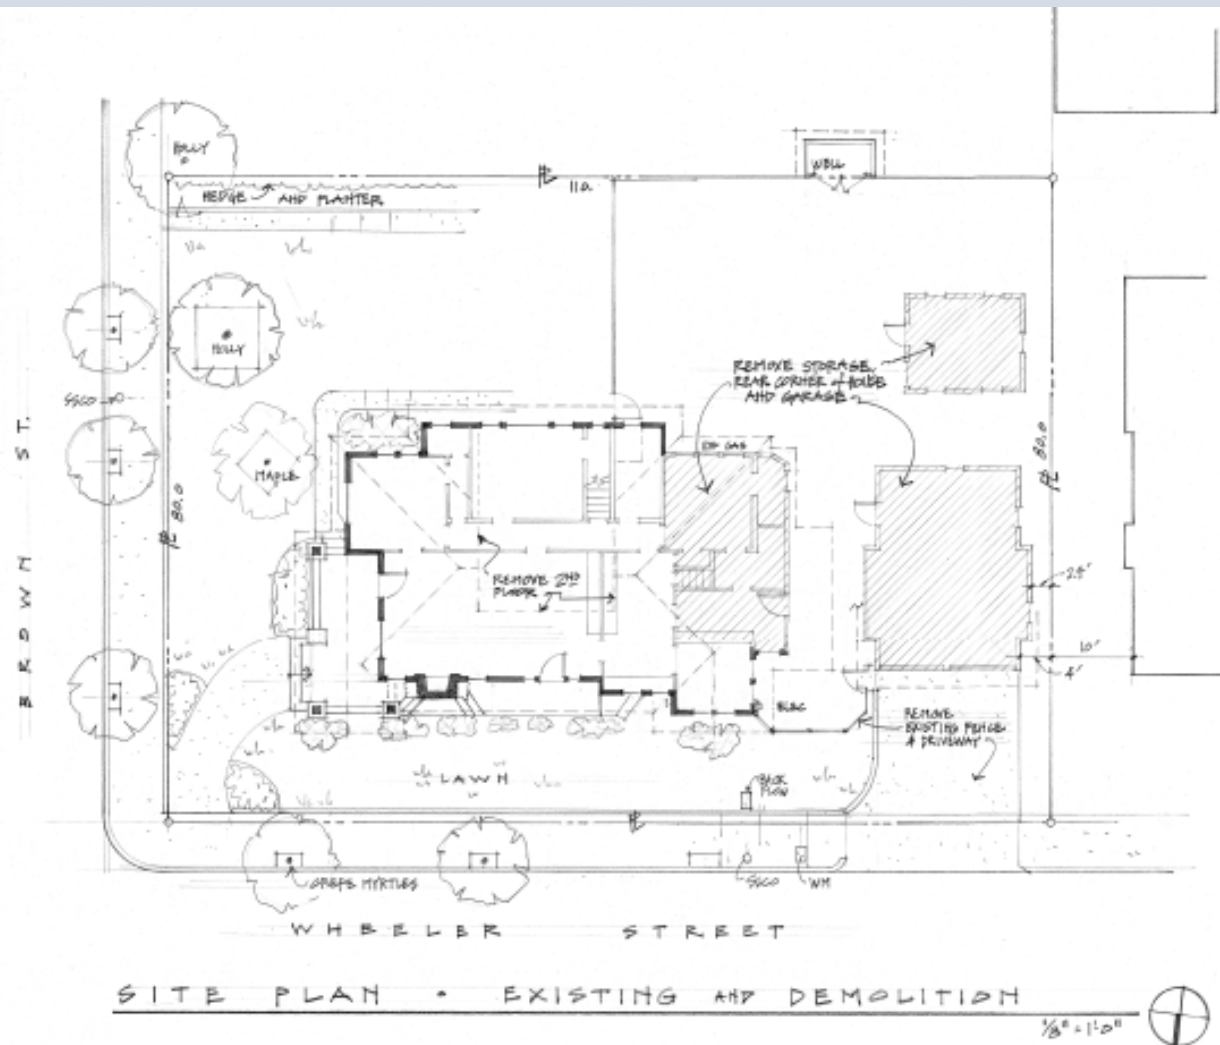 HOLLY
HEDGE AND PLANTER
110
WELL
HOLLY
REMOVE STORAGE,
REAR CORNER of HOUSE
AND GARAGE
SSCO
GAS
80.0
80.0
MAPLE
BROWN ST.
REMOVE 2ND
FLOOR
2.5'
10'
4'
ELEC
REMOVE
EXISTING FENCE
& DRIVEWAY
LAWN
BACK
FLOW
CREPE MYRTLES
SSCO
WM
WHEELER STREET
SITE PLAN • EXISTING AND DEMOLITION
1/8" = 1'-0"